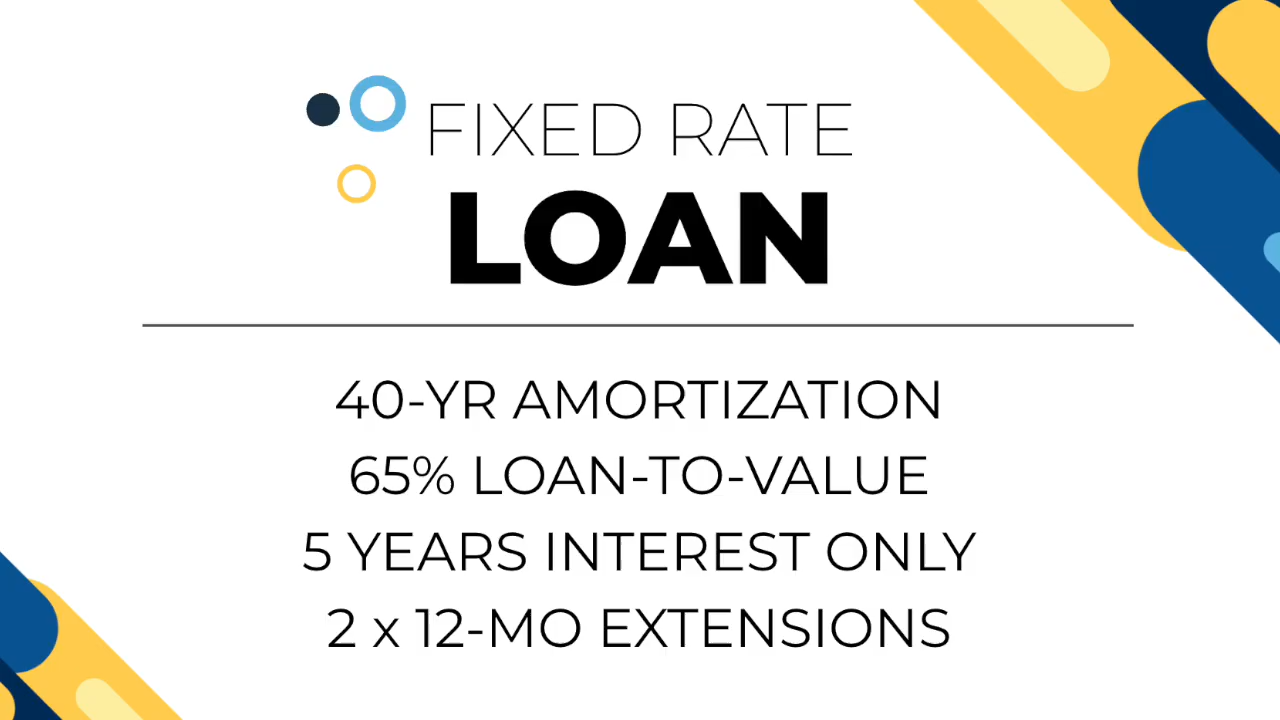 FIXED RATE
LOAN
40-YR AMORTIZATION
65% LOAN-TO-VALUE
5 YEARS INTEREST ONLY
2 x 12-MO EXTENSIONS